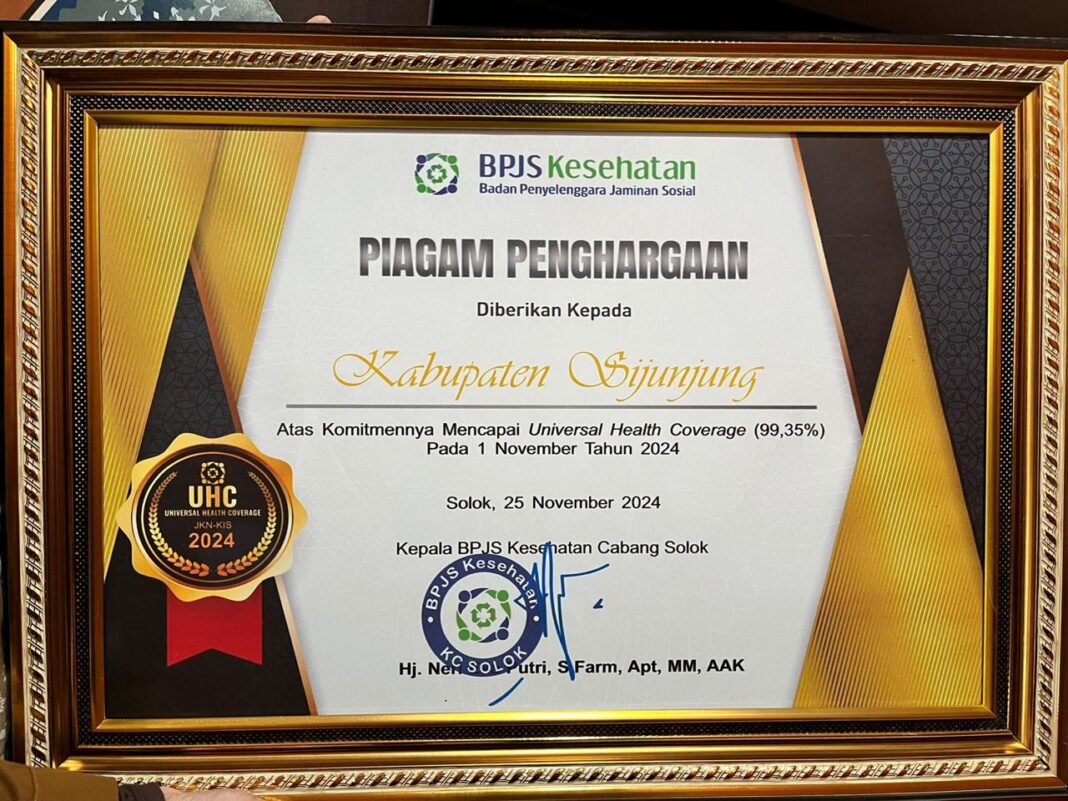 BPJS Kesehatan
Badan Penyelenggara Jaminan Sosial
PIAGAM PENGHARGAAN
Diberikan Kepada
Kabupaten Sijunjung
Atas Komitmennya Mencapai Universal Health Coverage (99,35%)
Pada 1 November Tahun 2024
UHC
UNIVERSAL HEALTH COVERAGE
JKN-KIS
2024
Solok, 25 November 2024
Kepala BPJS Kesehatan Cabang Solok
BPJS Kesehatan
KC SOLOK
Hj. Putri, S.Farm, Apt, MM, AAK